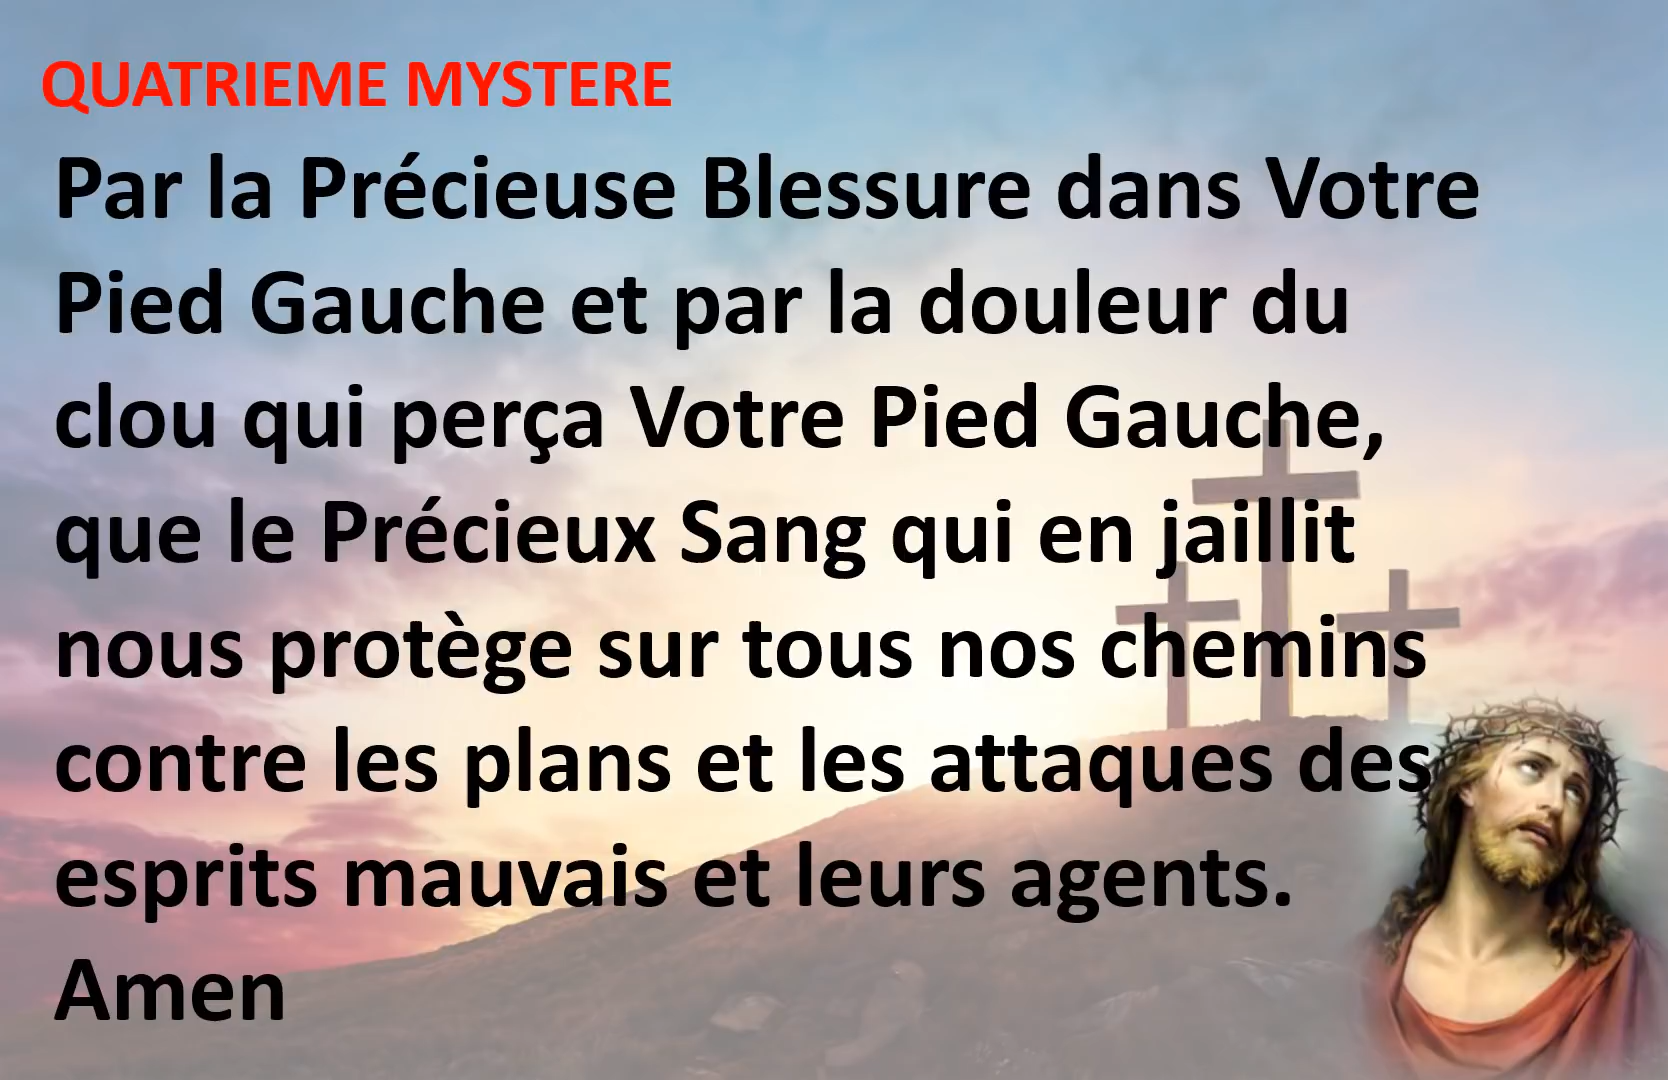 QUATRIEME MYSTERE
Par la Précieuse Blessure dans Votre
Pied Gauche et par la douleur du
clou qui perça Votre Pied Gauche,
que le Précieux Sang qui en jaillit
nous protège sur tous nos chemins
contre les plans et les attaques des
esprits mauvais et leurs agents.
Amen